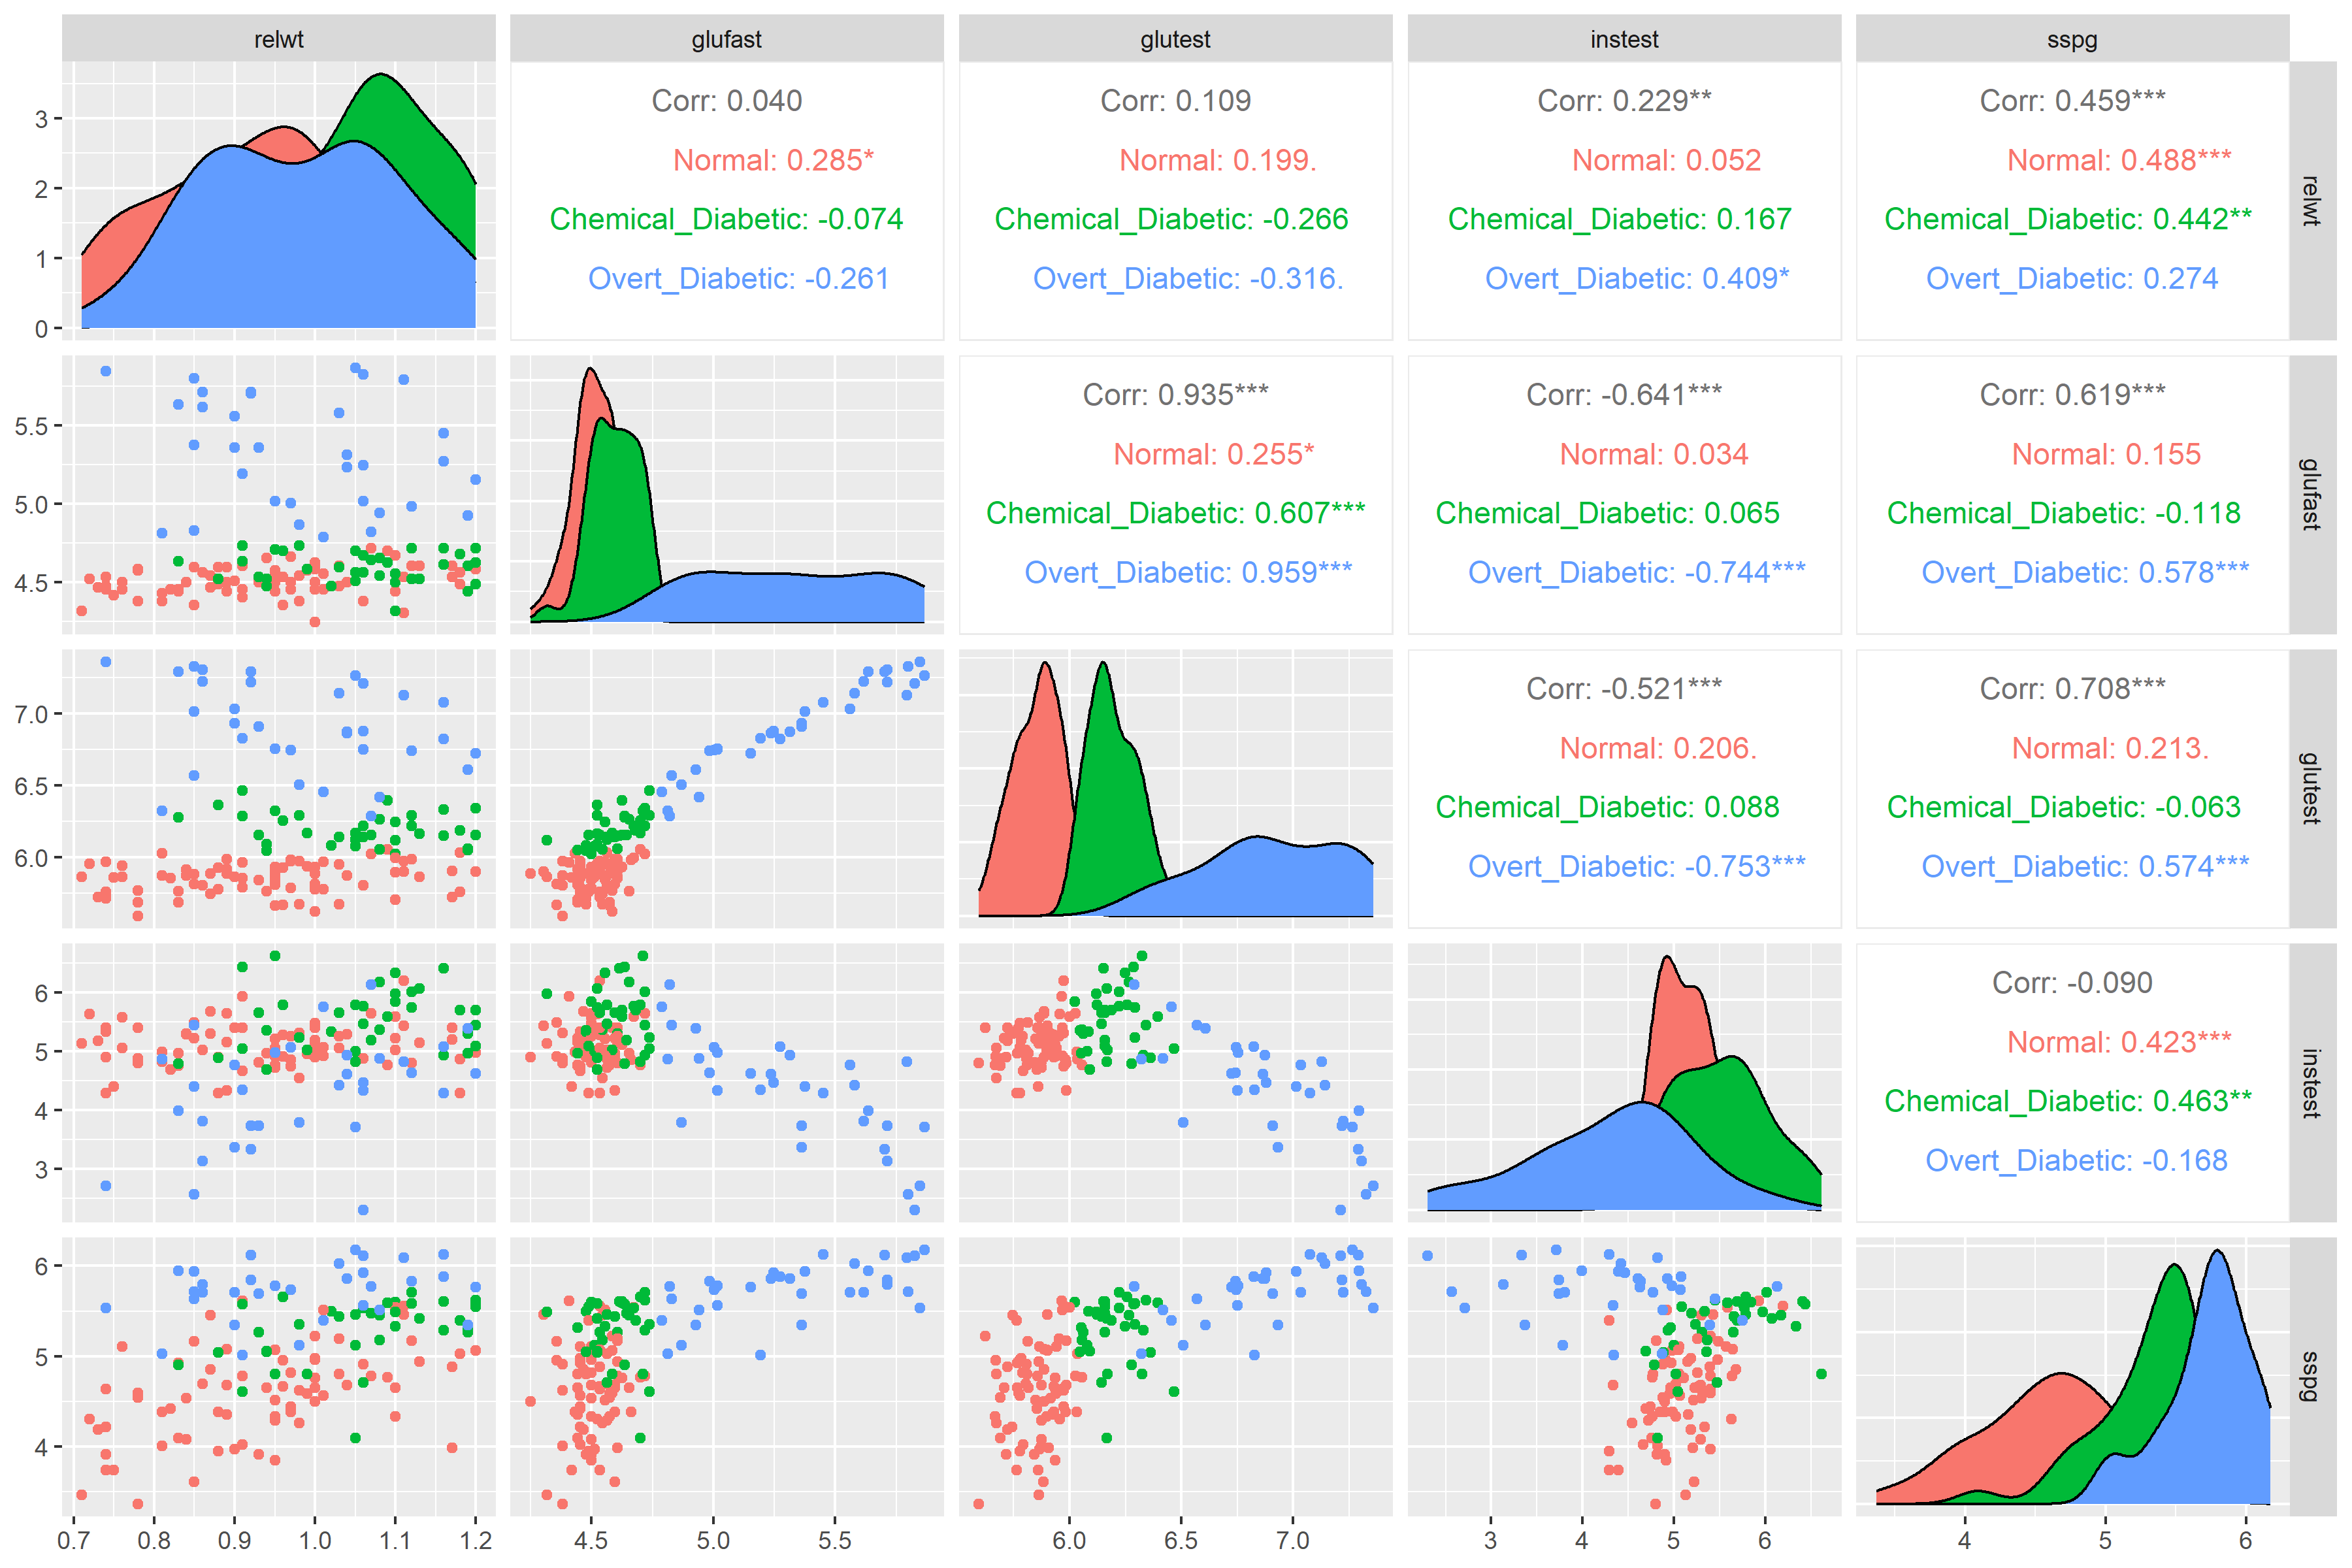 relwt glufast glutest instest sspg
3
2
1
0
Corr: 0.040
Normal: 0.285*
Chemical_Diabetic: -0.074
Overt_Diabetic: -0.261
Corr: 0.109
Normal: 0.199.
Chemical_Diabetic: -0.266
Overt_Diabetic: -0.316.
Corr: 0.229**
Normal: 0.052
Chemical_Diabetic: 0.167
Overt_Diabetic: 0.409*
Corr: 0.459***
Normal: 0.488***
Chemical_Diabetic: 0.442**
Overt_Diabetic: 0.274
relwt
5.5
5.0
4.5
Corr: 0.935***
Normal: 0.255*
Chemical_Diabetic: 0.607***
Overt_Diabetic: 0.959***
Corr: -0.641***
Normal: 0.034
Chemical_Diabetic: 0.065
Overt_Diabetic: -0.744***
Corr: 0.619***
Normal: 0.155
Chemical_Diabetic: -0.118
Overt_Diabetic: 0.578***
glufast
7.0
6.5
6.0
Corr: -0.521***
Normal: 0.206.
Chemical_Diabetic: 0.088
Overt_Diabetic: -0.753***
Corr: 0.708***
Normal: 0.213.
Chemical_Diabetic: -0.063
Overt_Diabetic: 0.574***
glutest
6
5
4
3
Corr: -0.090
Normal: 0.423***
Chemical_Diabetic: 0.463**
Overt_Diabetic: -0.168
instest
6
5
4
sspg
0.7 0.8 0.9 1.0 1.1 1.2 4.5 5.0 5.5 6.0 6.5 7.0 3 4 5 6 4 5 6